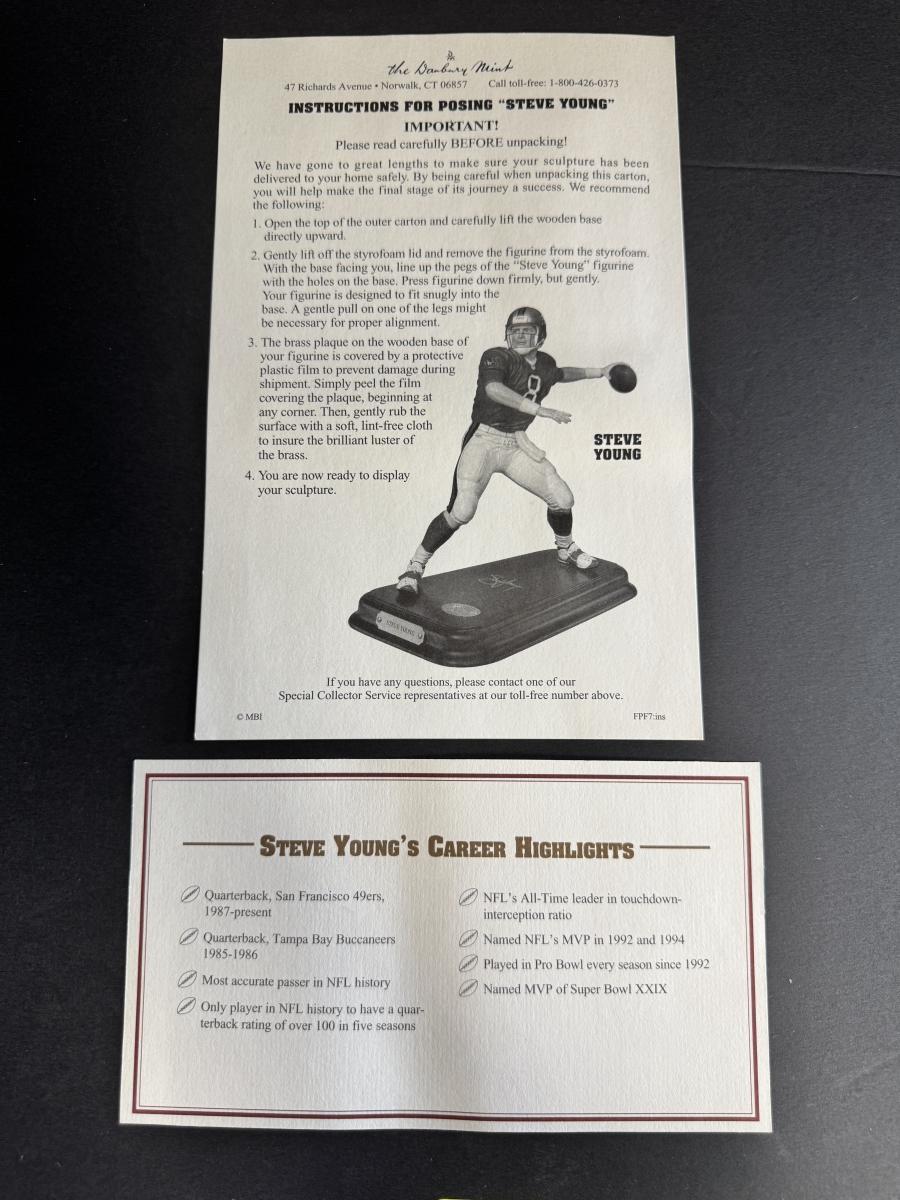 the Danbury Mint
47 Richards Avenue • Norwalk, CT 06857 Call toll-free: 1-800-426-0373
INSTRUCTIONS FOR POSING "STEVE YOUNG"
IMPORTANT!
Please read carefully BEFORE unpacking!
We have gone to great lengths to make sure your sculpture has been
delivered to your home safely. By being careful when unpacking this carton,
you will help make the final stage of its journey a success. We recommend
the following:
1. Open the top of the outer carton and carefully lift the wooden base
directly upward.
2. Gently lift off the styrofoam lid and remove the figurine from the styrofoam.
With the base facing you, line up the pegs of the "Steve Young" figurine
with the holes on the base. Press figurine down firmly, but gently.
Your figurine is designed to fit snugly into the
base. A gentle pull on one of the legs might
be necessary for proper alignment.
3. The brass plaque on the wooden base of
your figurine is covered by a protective
plastic film to prevent damage during
shipment. Simply peel the film
covering the plaque, beginning at
any corner. Then, gently rub the
surface with a soft, lint-free cloth
to insure the brilliant luster of
the brass.
4. You are now ready to display
your sculpture.
8
STEVE
YOUNG
STEVE YOUNG
If you have any questions, please contact one of our
Special Collector Service representatives at our toll-free number above.
© MBI FPF7:ins
STEVE YOUNG'S CAREER HIGHLIGHTS
Quarterback, San Francisco 49ers,
1987-present
Quarterback, Tampa Bay Buccaneers
1985-1986
Most accurate passer in NFL history
Only player in NFL history to have a quar-
terback rating of over 100 in five seasons
NFL's All-Time leader in touchdown-
interception ratio
Named NFL's MVP in 1992 and 1994
Played in Pro Bowl every season since 1992
Named MVP of Super Bowl XXIX